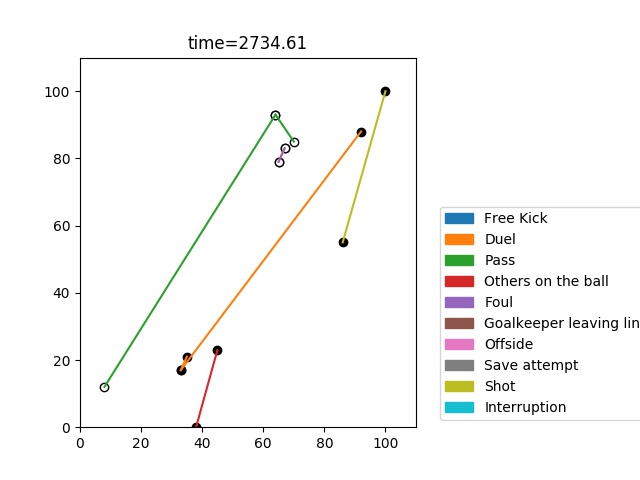 time=2734.61
100
80
60
40
20
0
0 20 40 60 80 100
Free Kick
Duel
Pass
Others on the ball
Foul
Goalkeeper leaving lin
Offside
Save attempt
Shot
Interruption